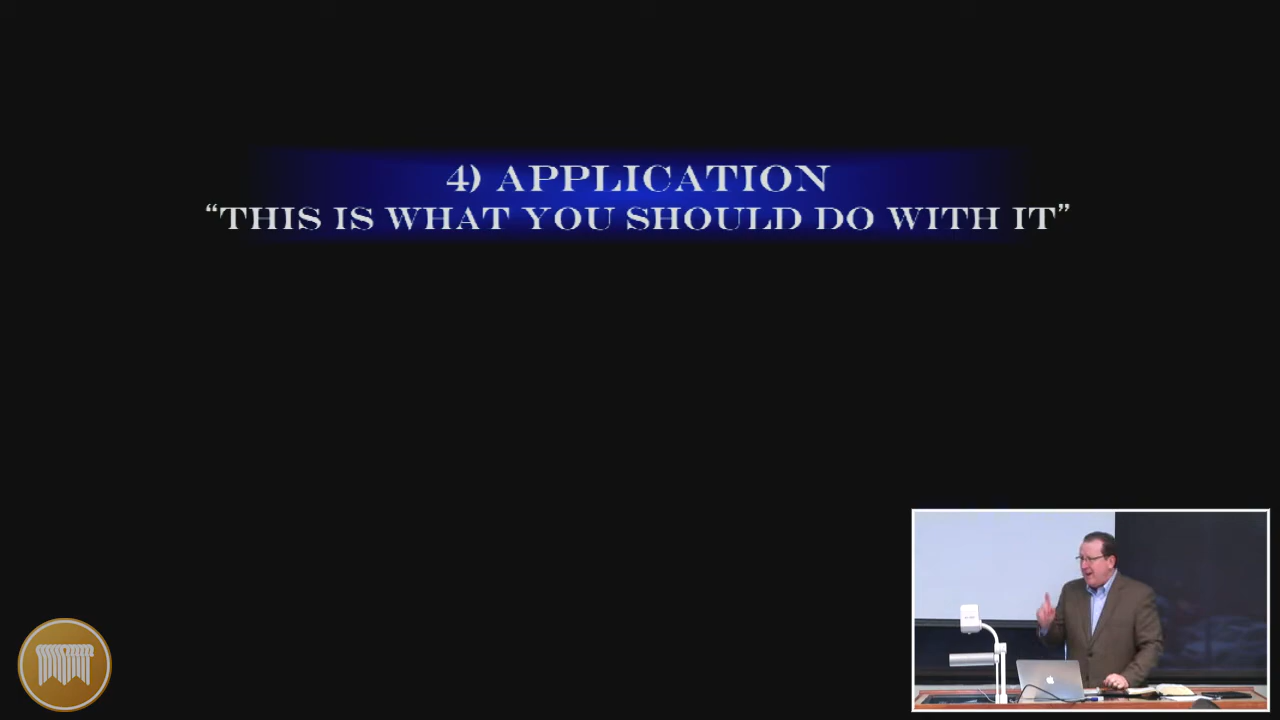 4) APPLICATION
“THIS IS WHAT YOU SHOULD DO WITH IT”